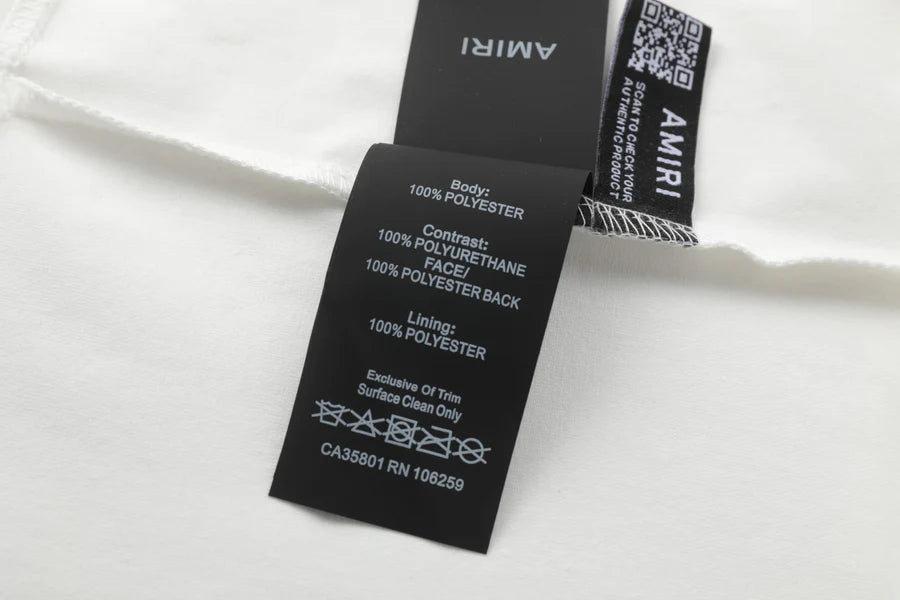 AMIRI
AMIRI
SCAN TO CHECK YOUR
AUTHENTIC PRODUCT
Body:
100% POLYESTER
Contrast:
100% POLYURETHANE
FACE/
100% POLYESTER BACK
Lining:
100% POLYESTER
Exclusive Of Trim
Surface Clean Only
CA35801 RN 106259